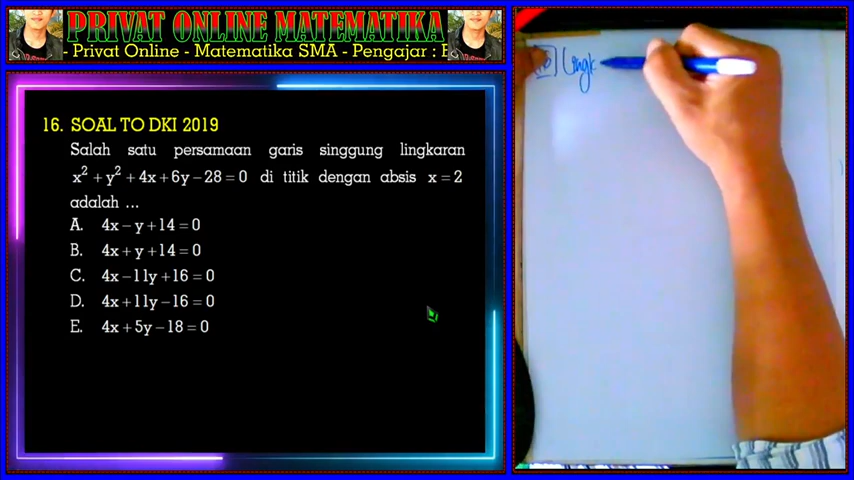 PRIVAT ONLINE MATEMATIKA
- Privat Online - Matematika SMA - Pengajar :
16. SOAL TO DKI 2019
Salah satu persamaan garis singgung lingkaran
x² + y² + 4x + 6y − 28 = 0 di titik dengan absis x = 2
adalah ...
A. 4x − y + 14 = 0
B. 4x + y + 14 = 0
C. 4x − 11y + 16 = 0
D. 4x + 11y − 16 = 0
E. 4x + 5y − 18 = 0
Lingk